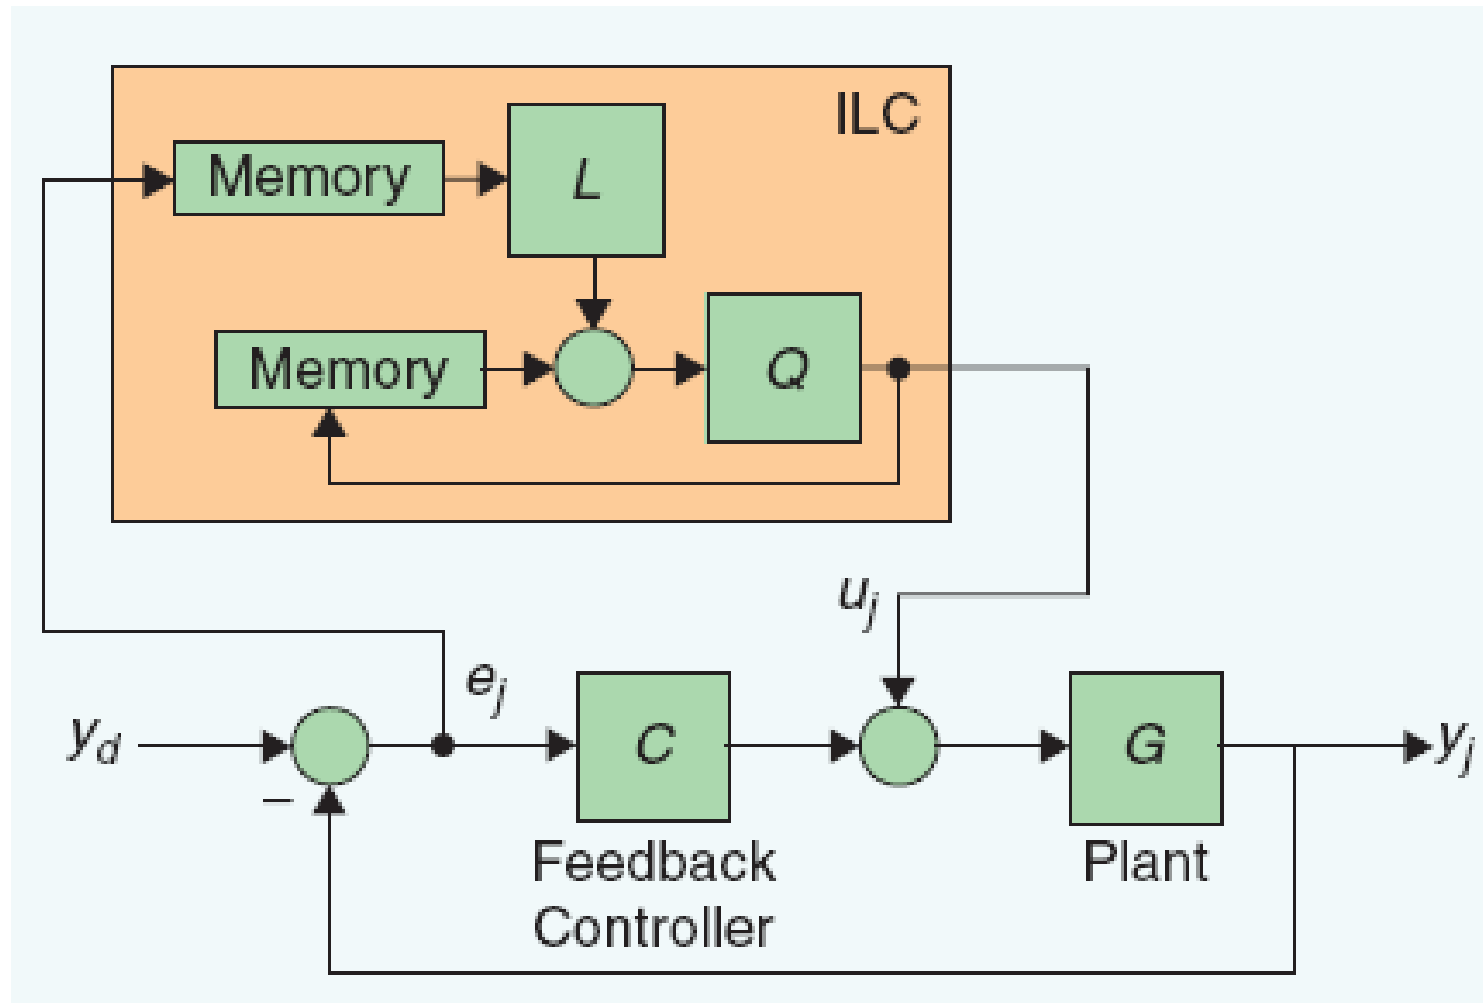 ILC
Memory
L
Memory
Q
u_j
e_j
y_d
C
G
y_j
−
Feedback
Controller
Plant